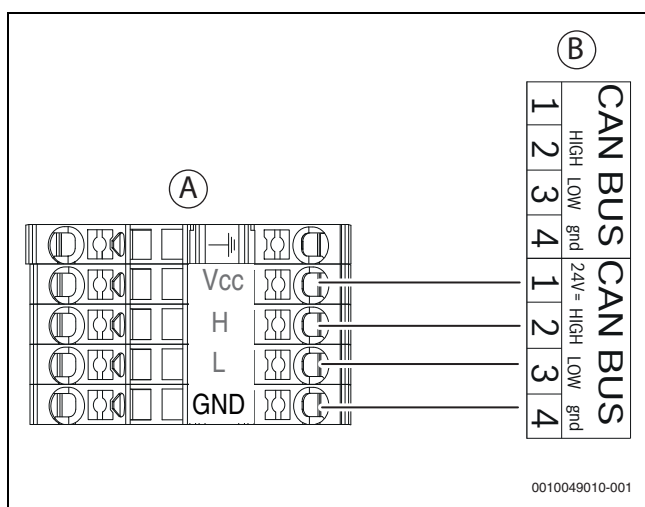 B
A
Vcc
H
L
GND
1
2
3
4
HIGH
LOW
gnd
CAN BUS
1
2
3
4
24V=
HIGH
LOW
gnd
CAN BUS
0010049010-001